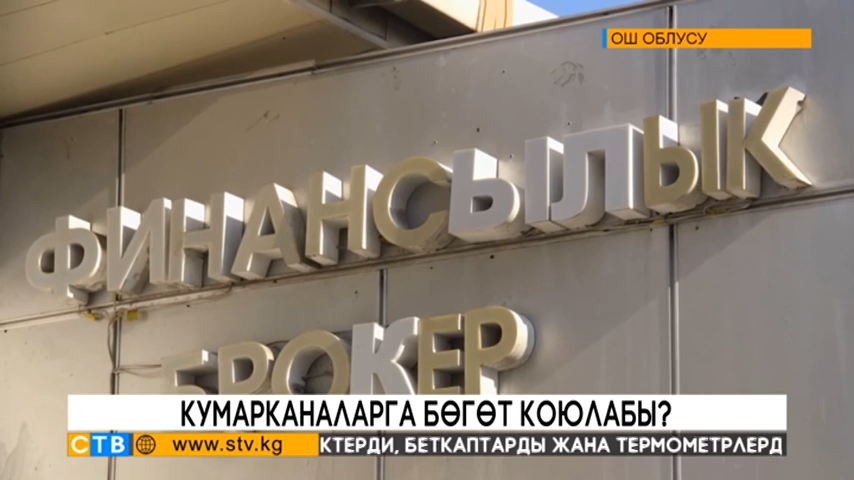 ОШ ОБЛУСУ
ФИНАНСЫЛЫК
БРОКЕР
КУМАРКАНАЛАРГА БӨГӨТ КОЮЛАБЫ?
СТВ www.stv.kg КТЕРДИ, БЕТКАПТАРДЫ ЖАНА ТЕРМОМЕТРЛЕРД